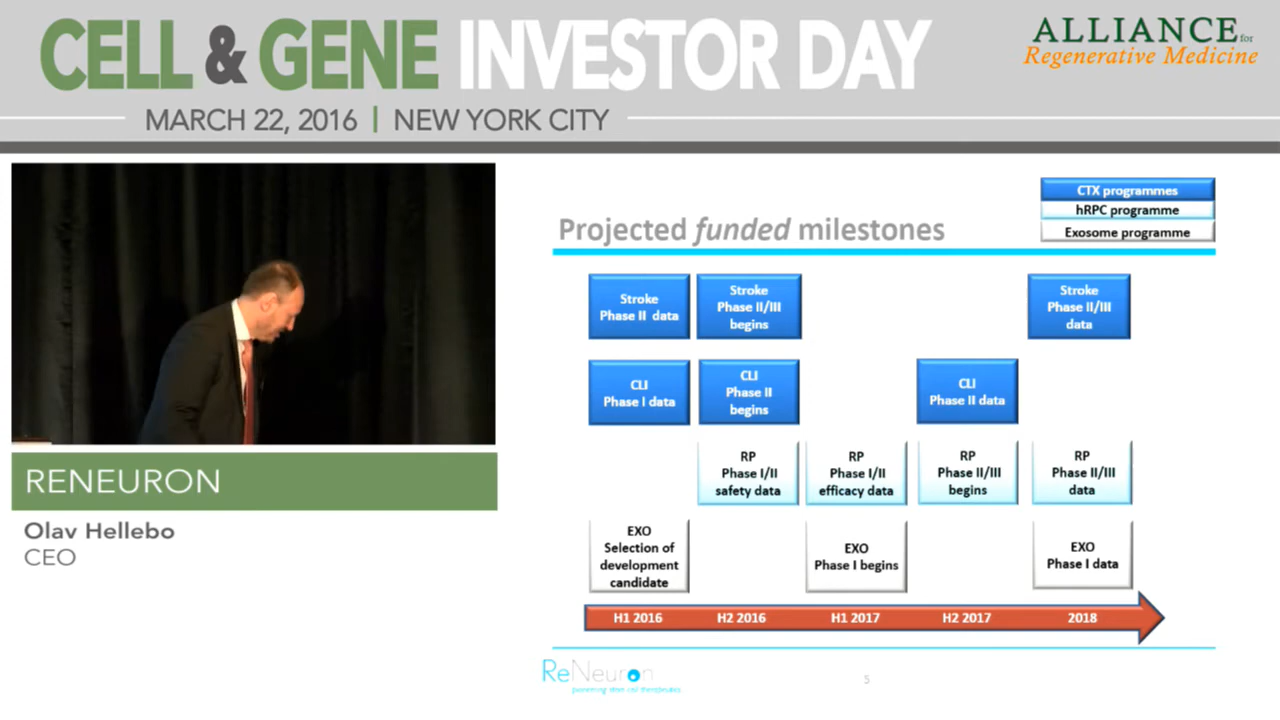 CELL & GENE INVESTOR DAY
MARCH 22, 2016 | NEW YORK CITY
ALLIANCE for
Regenerative Medicine
RENEURON
Olav Hellebo
CEO
Projected funded milestones
CTX programmes
hRPC programme
Exosome programme
Stroke
Phase II data
Stroke
Phase II/III
begins
Stroke
Phase II/III
data
CLI
Phase I data
CLI
Phase II
begins
CLI
Phase II data
RP
Phase I/II
safety data
RP
Phase I/II
efficacy data
RP
Phase II/III
begins
RP
Phase II/III
data
EXO
Selection of
development
candidate
EXO
Phase I begins
EXO
Phase I data
H1 2016 H2 2016 H1 2017 H2 2017 2018
ReNeuron
pioneering stem cell therapeutics
5